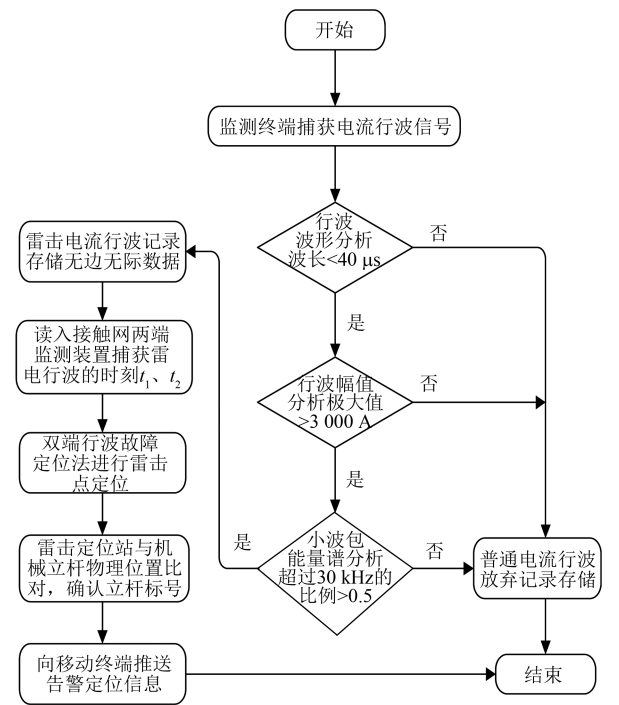 开始
监测终端捕获电流行波信号
行波
波形分析
波长<40 μs
否
是
行波幅值
分析极大值
>3 000 A
否
是
小波包
能量谱分析
超过30 kHz的
比例>0.5
否
是
普通电流行波
放弃记录存储
雷击电流行波记录
存储无边无际数据
读入接触网两端
监测装置捕获雷
电行波的时刻t₁、t₂
双端行波故障
定位法进行雷击
点定位
雷击定位站与机
械立杆物理位置比
对，确认立杆标号
向移动终端推送
告警定位信息
结束